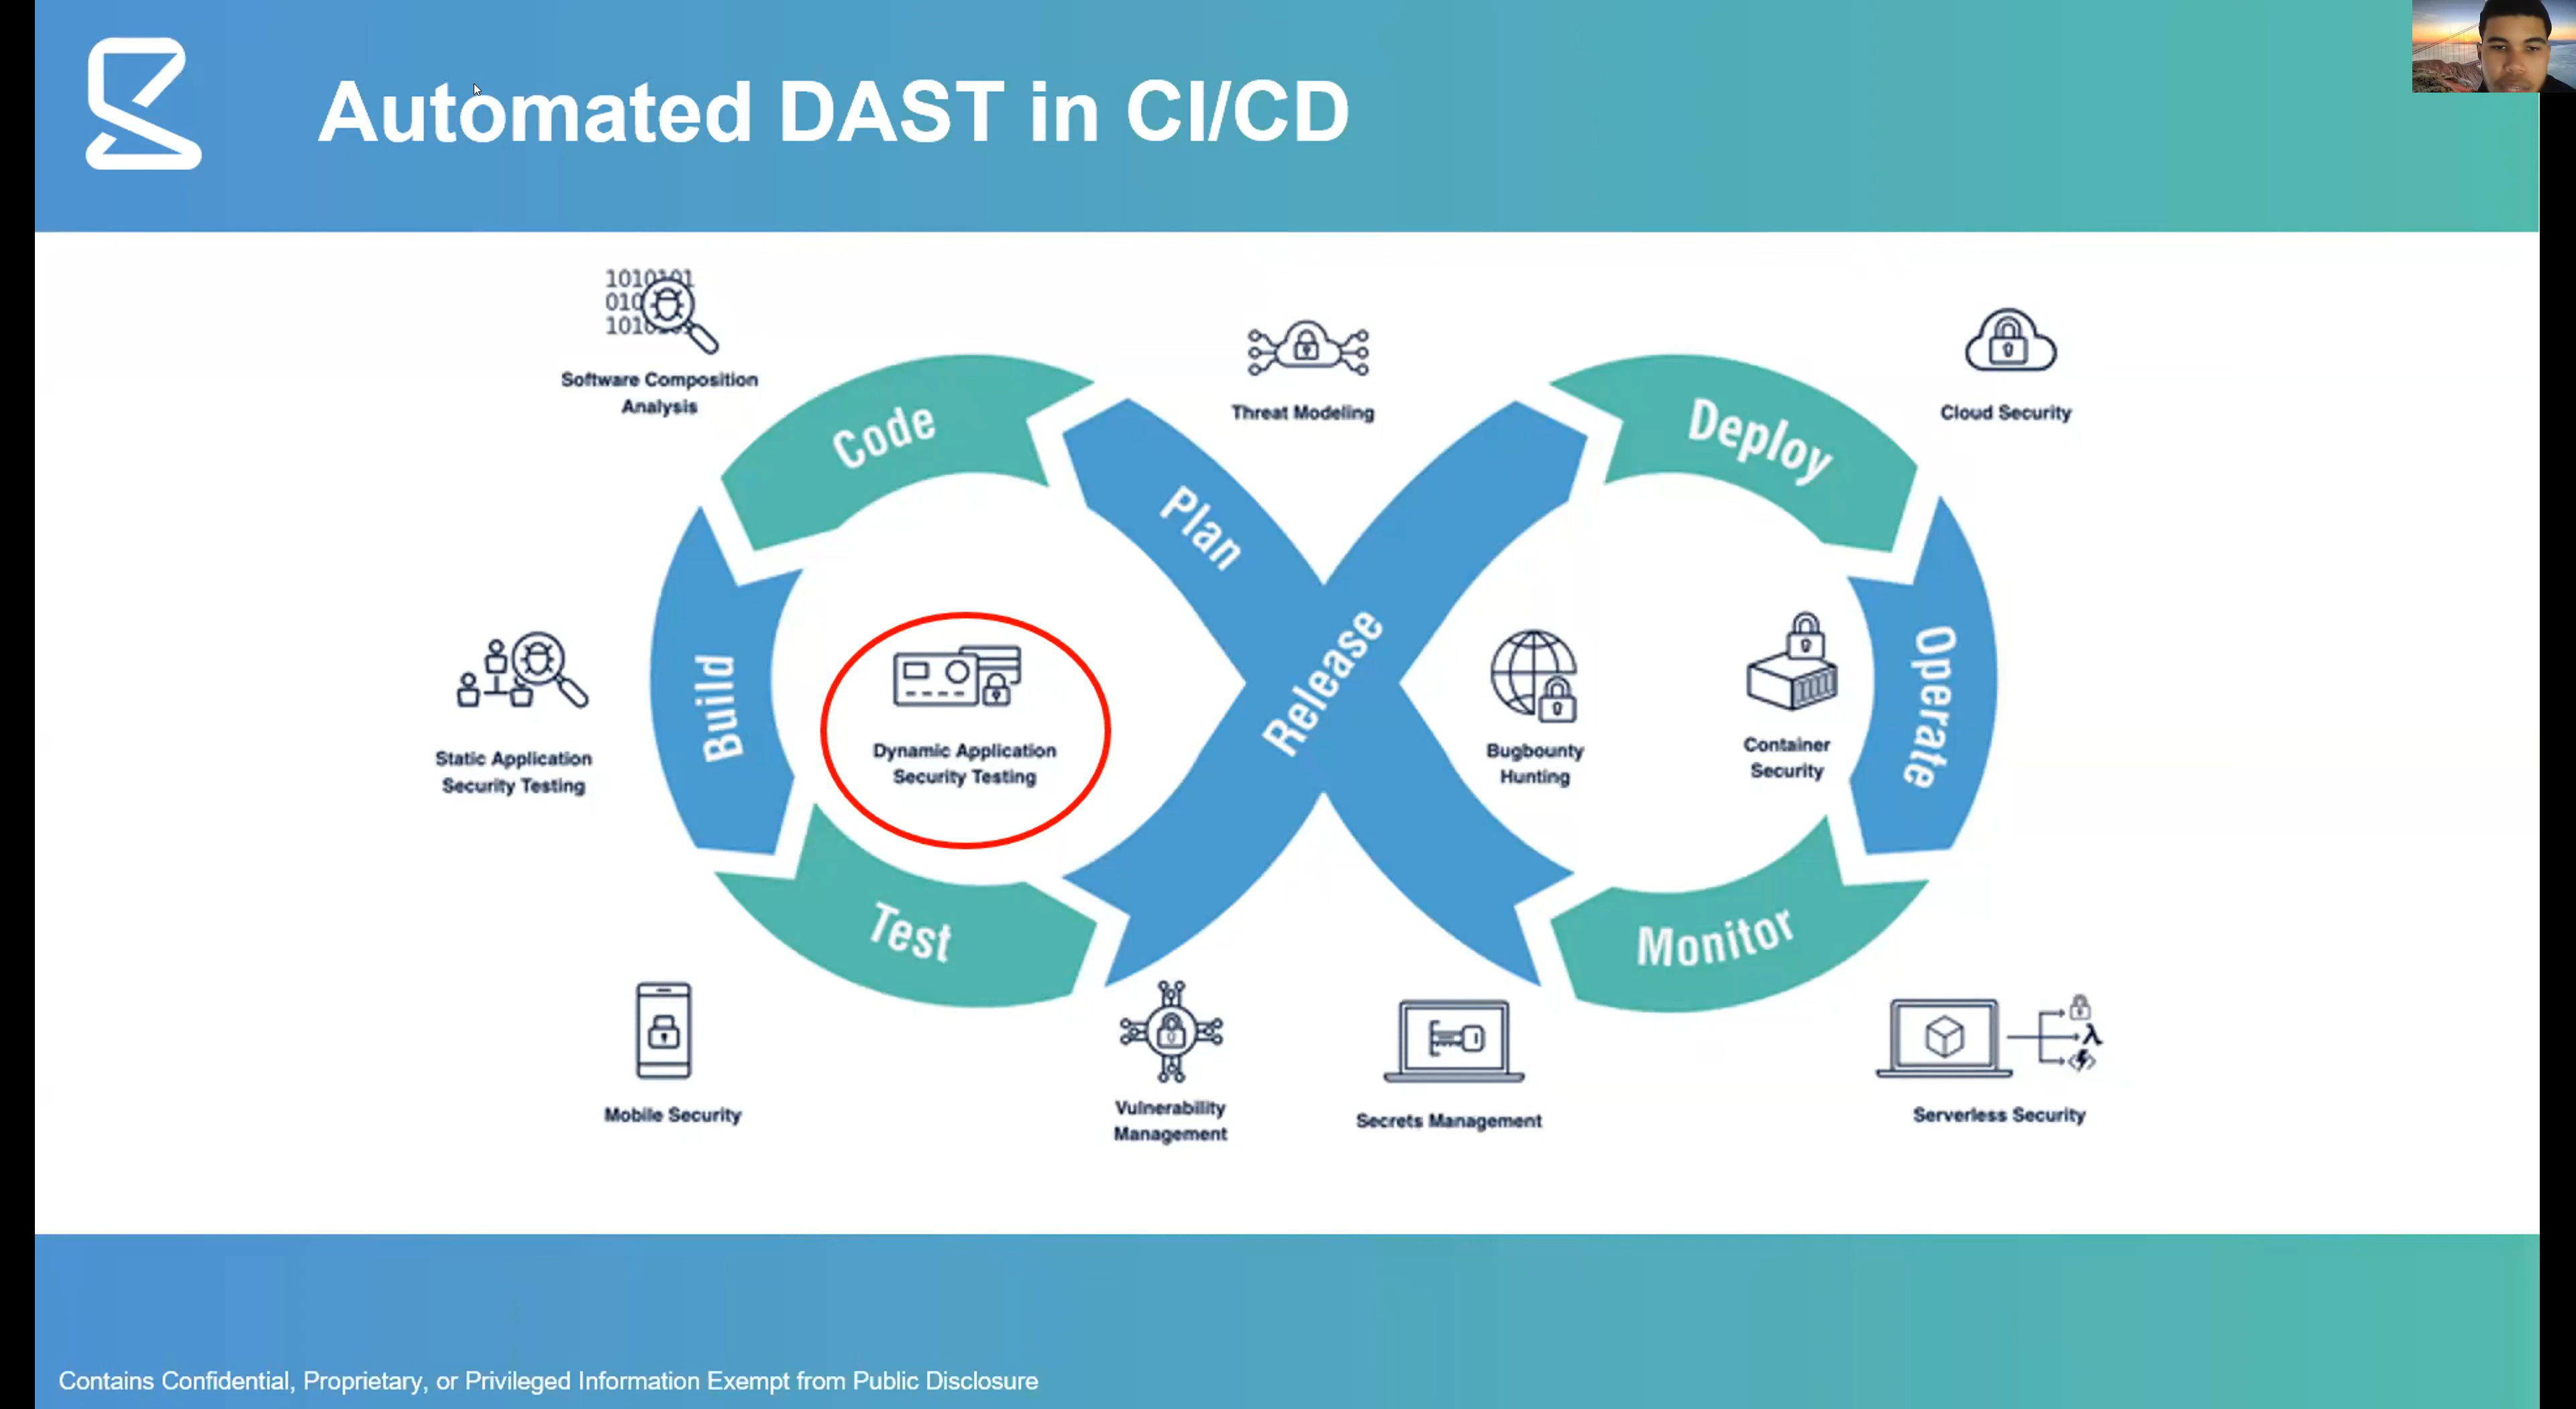 Automated DAST in CI/CD
1010101
010
1010
Software Composition
Analysis
Threat Modeling
Cloud Security
Code
Plan
Deploy
Static Application
Security Testing
Build
Dynamic Application
Security Testing
Release
Bugbounty
Hunting
Container
Security
Operate
Test
Monitor
Mobile Security
Vulnerability
Management
Secrets Management
λ
Serverless Security
Contains Confidential, Proprietary, or Privileged Information Exempt from Public Disclosure